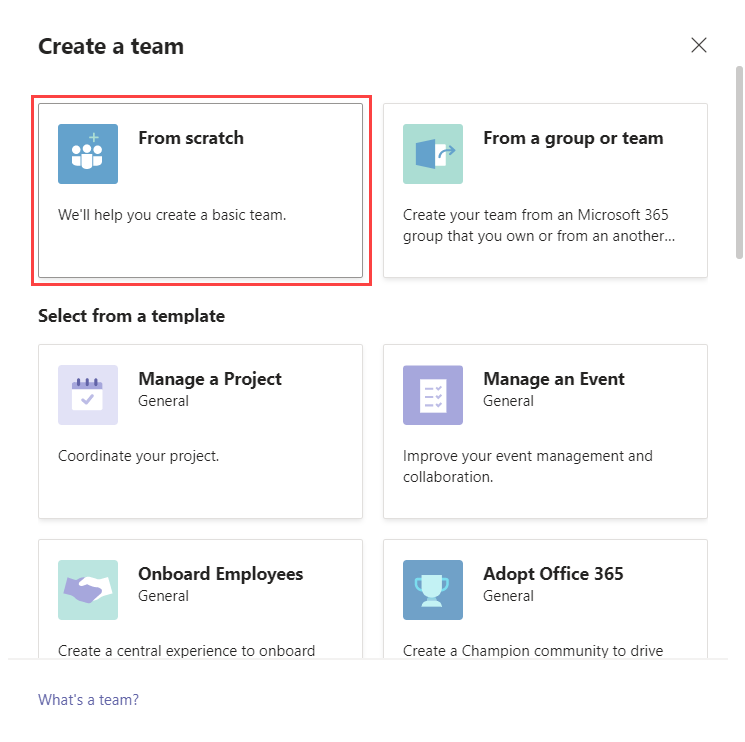 Create a team
From scratch
We'll help you create a basic team.
From a group or team
Create your team from an Microsoft 365
group that you own or from an another...
Select from a template
Manage a Project
General
Coordinate your project.
Manage an Event
General
Improve your event management and
collaboration.
Onboard Employees
General
Create a central experience to onboard
Adopt Office 365
General
Create a Champion community to drive
What's a team?